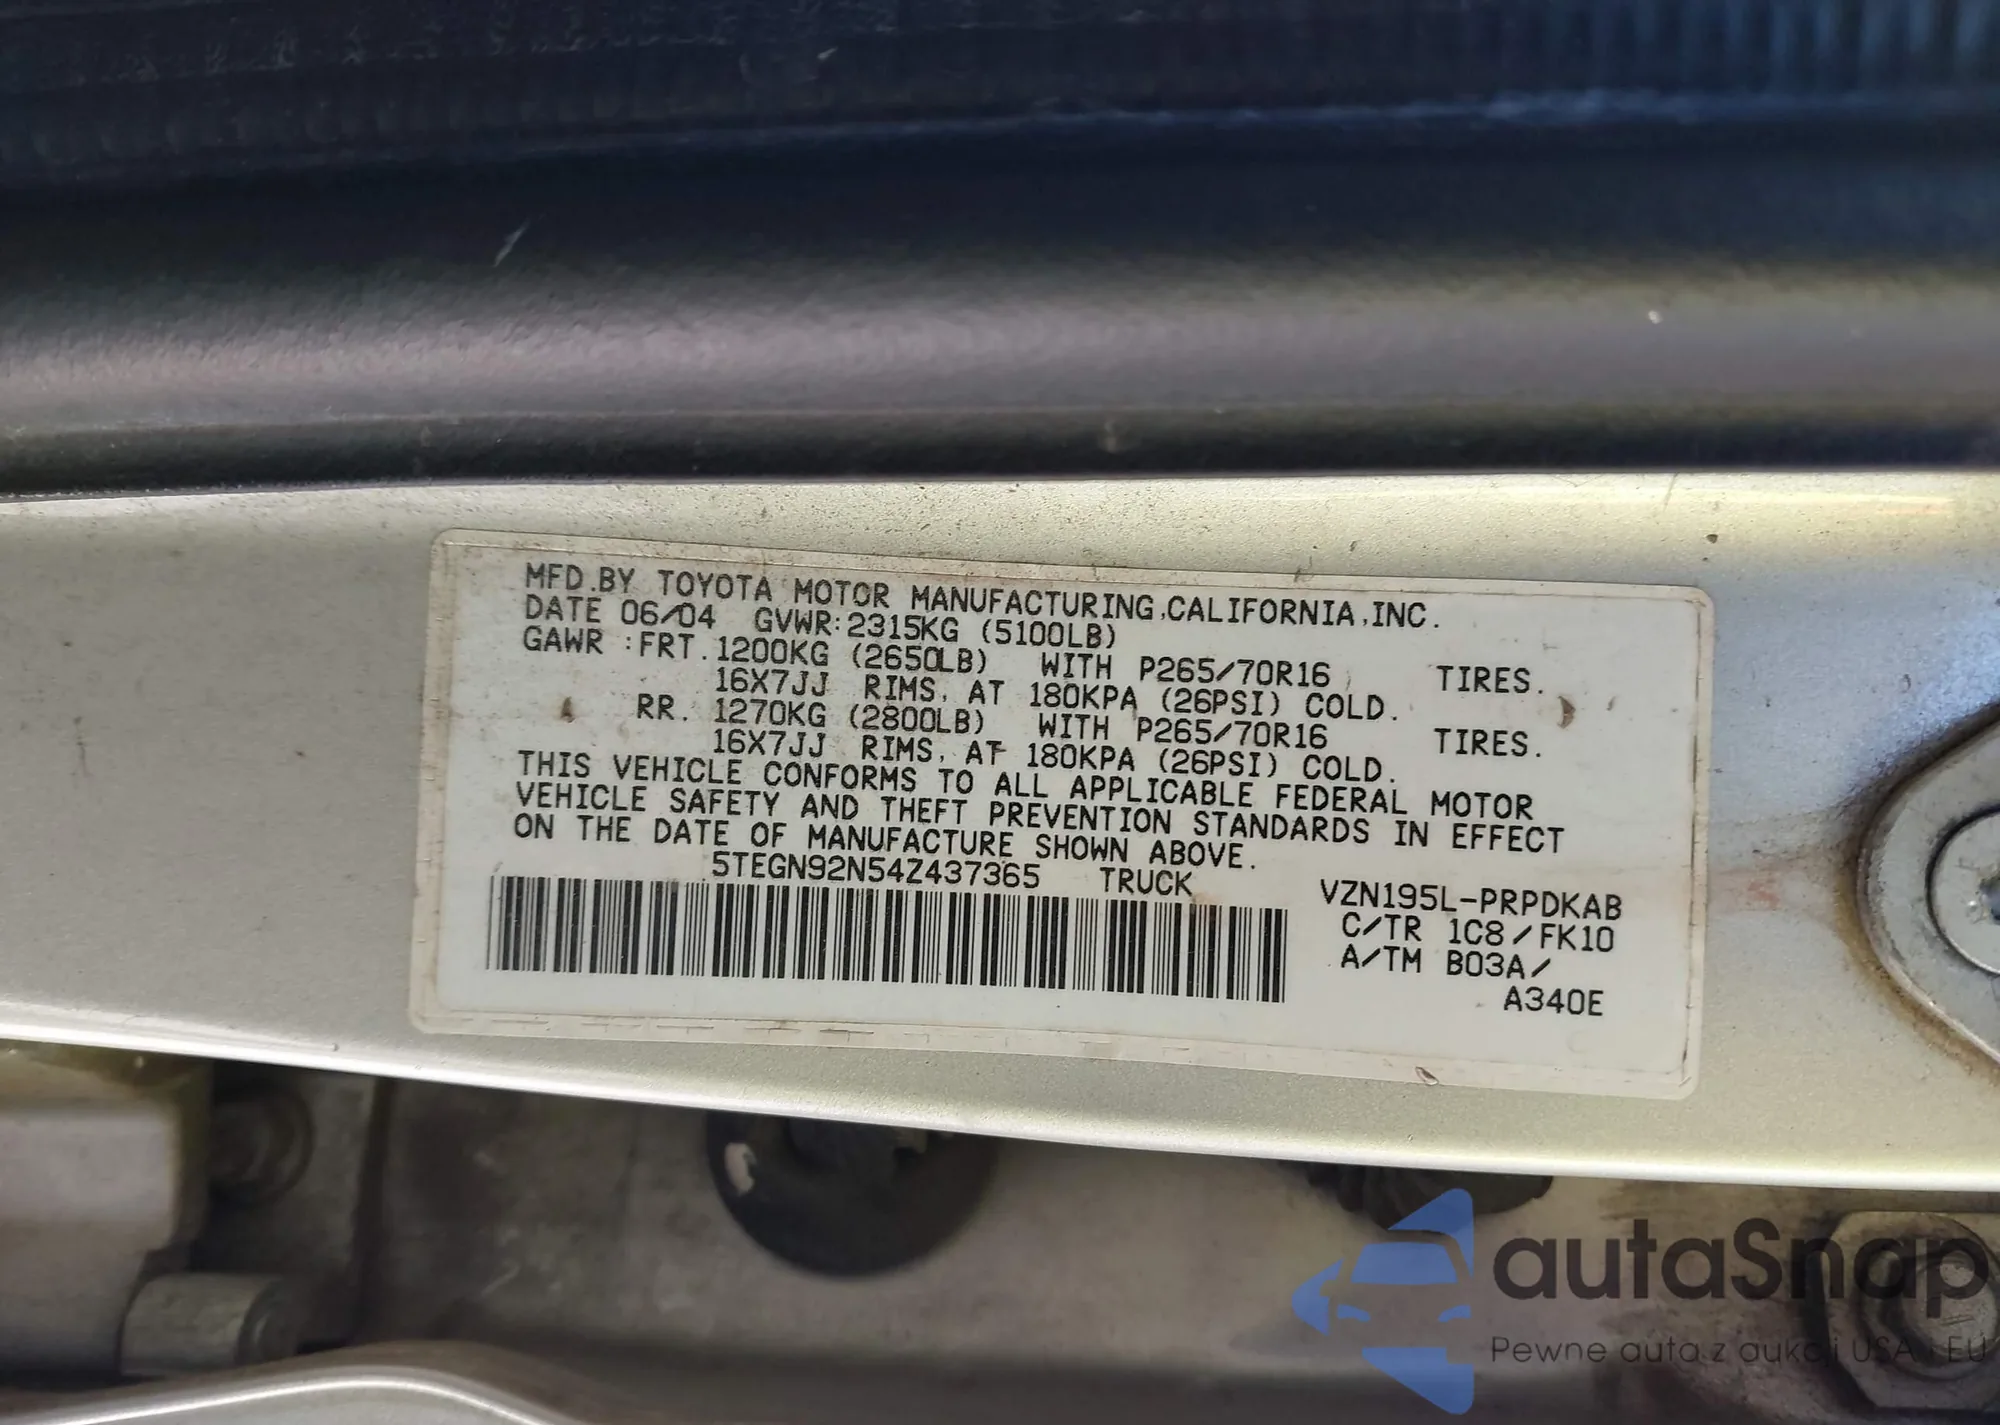 MFD.BY TOYOTA MOTOR MANUFACTURING,CALIFORNIA,INC.
DATE 06/04 GVWR:2315KG (5100LB)
GAWR :FRT.1200KG (2650LB) WITH P265/70R16 TIRES.
16X7JJ RIMS, AT 180KPA (26PSI) COLD.
RR. 1270KG (2800LB) WITH P265/70R16 TIRES.
16X7JJ RIMS, AT 180KPA (26PSI) COLD.
THIS VEHICLE CONFORMS TO ALL APPLICABLE FEDERAL MOTOR
VEHICLE SAFETY AND THEFT PREVENTION STANDARDS IN EFFECT
ON THE DATE OF MANUFACTURE SHOWN ABOVE.
5TEGN92N54Z437365 TRUCK
VZN195L-PRPDKAB
C/TR 1C8/FK10
A/TM B03A/
A340E
autaSnap
Pewne auta z aukcji USA i EU